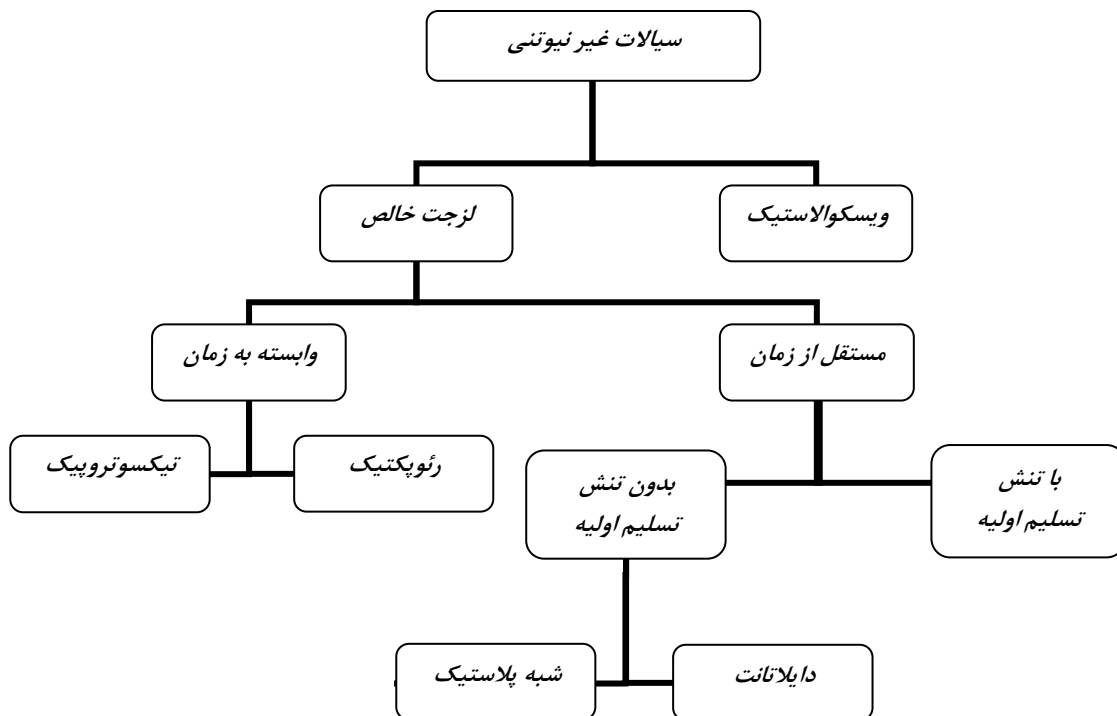 سیالات غیر نیوتنی
ویسکوالاستیک
لزجت خالص
مستقل از زمان
وابسته به زمان
با تنش
تسلیم اولیه
بدون تنش
تسلیم اولیه
رئوپکتیک
تیکسوتروپیک
دایلاتانت
شبه پلاستیک